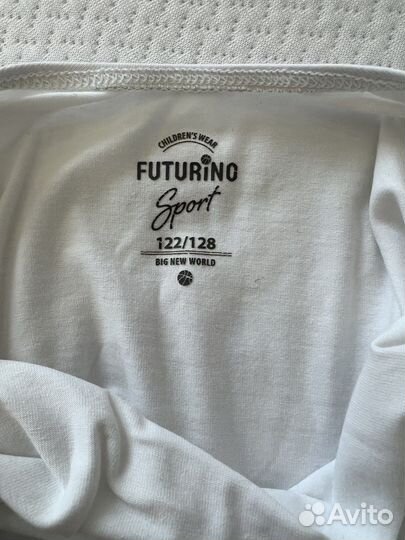 CHILDREN'S WEAR
FUTURiNO
Sport
122/128
BIG NEW WORLD
Avito